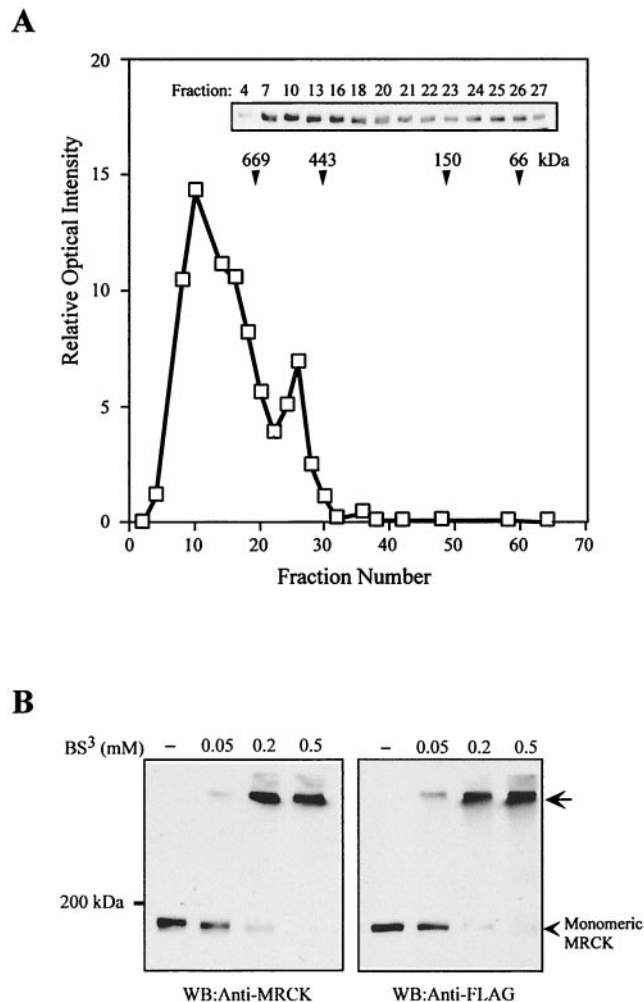 A
20
Fraction: 4 7 10 13 16 18 20 21 22 23 24 25 26 27
669 443 150 66 kDa
15
10
5
0
Relative Optical Intensity
0 10 20 30 40 50 60 70
Fraction Number
B
BS3 (mM) – 0.05 0.2 0.5 – 0.05 0.2 0.5
200 kDa
Monomeric
MRCK
WB:Anti-MRCK WB:Anti-FLAG